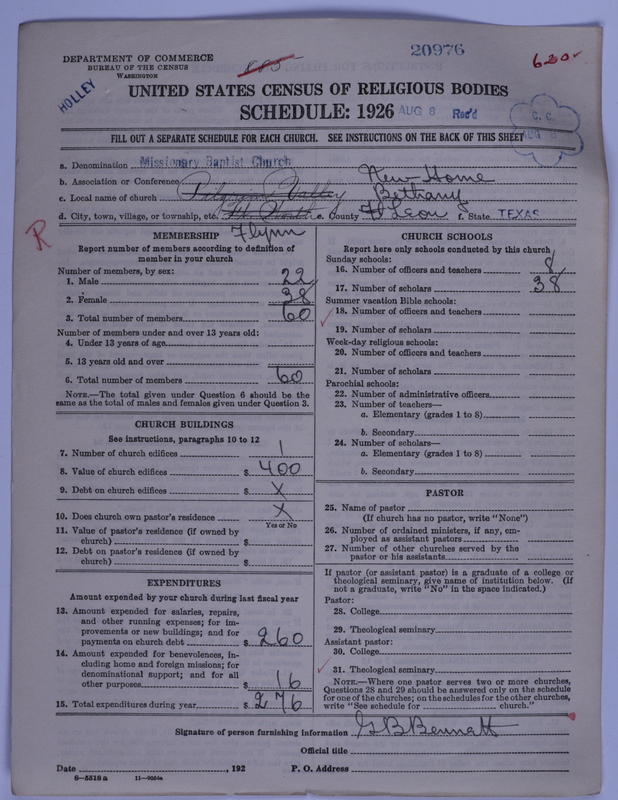 20976
DEPARTMENT OF COMMERCE
BUREAU OF THE CENSUS
WASHINGTON
HOLLEY
UNITED STATES CENSUS OF RELIGIOUS BODIES
SCHEDULE: 1926 AUG 8 Rec'd
C. C.
AUG 8
FILL OUT A SEPARATE SCHEDULE FOR EACH CHURCH. SEE INSTRUCTIONS ON THE BACK OF THIS SHEET
a. Denomination Missionary Baptist Church
b. Association or Conference Pilgrim Valley New Home
c. Local name of church Bethany
d. City, town, village, or township, etc. Ft. Worth e. County Leon f. State TEXAS
Flynn
R
MEMBERSHIP
Report number of members according to definition of
member in your church
Number of members, by sex:
1. Male 22
2. Female 38
3. Total number of members 60
Number of members under and over 13 years old:
4. Under 13 years of age
5. 13 years old and over
6. Total number of members 60
NOTE.—The total given under Question 6 should be the
same as the total of males and females given under Question 3.
CHURCH BUILDINGS
See instructions, paragraphs 10 to 12
7. Number of church edifices 1
8. Value of church edifices $ 400
9. Debt on church edifices $ X
10. Does church own pastor's residence X
Yes or No
11. Value of pastor's residence (if owned by
church) $
12. Debt on pastor's residence (if owned by
church) $
EXPENDITURES
Amount expended by your church during last fiscal year
13. Amount expended for salaries, repairs,
and other running expenses; for im-
provements or new buildings; and for
payments on church debt $ 260
14. Amount expended for benevolences, in-
cluding home and foreign missions; for
denominational support; and for all
other purposes $ 16
15. Total expenditures during year $ 276
CHURCH SCHOOLS
Report here only schools conducted by this church
Sunday schools:
16. Number of officers and teachers 8
17. Number of scholars 38
Summer vacation Bible schools:
18. Number of officers and teachers
19. Number of scholars
Week-day religious schools:
20. Number of officers and teachers
21. Number of scholars
Parochial schools:
22. Number of administrative officers
23. Number of teachers—
a. Elementary (grades 1 to 8)
b. Secondary
24. Number of scholars—
a. Elementary (grades 1 to 8)
b. Secondary
PASTOR
25. Name of pastor
(If church has no pastor, write "None")
26. Number of ordained ministers, if any, em-
ployed as assistant pastors
27. Number of other churches served by the
pastor or his assistants
If pastor (or assistant pastor) is a graduate of a college or
theological seminary, give name of institution below. (If
not a graduate, write "No" in the space indicated.)
Pastor:
28. College
29. Theological seminary
Assistant pastor:
30. College
31. Theological seminary
NOTE.—Where one pastor serves two or more churches,
Questions 28 and 29 should be answered only on the schedule
for one of the churches; on the schedules for the other churches,
write "See schedule for church."
Signature of person furnishing information G B Bennatt
Official title
Date , 192 P. O. Address
8-5518 a 11-9054a